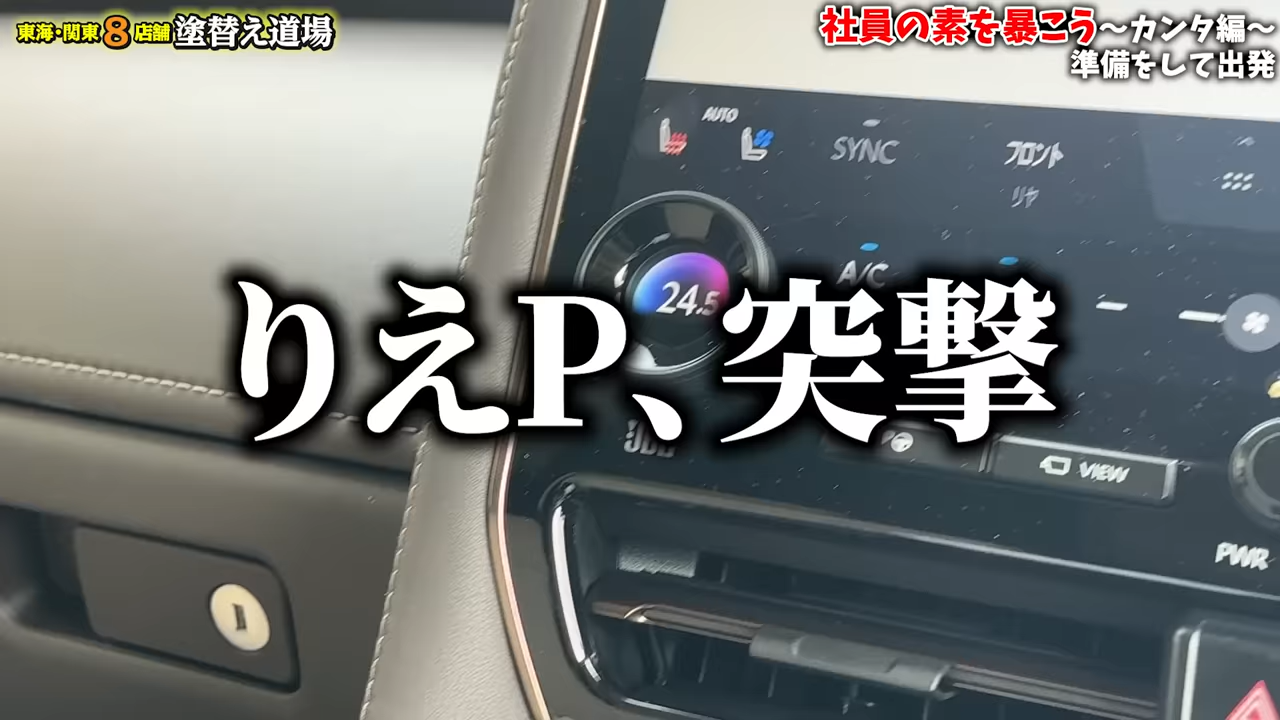 東海・関東8店舗 塗替え道場
社員の素を暴こう～カンタ編～
準備をして出発
AUTO
SYNC
フロント
リヤ
A/C
24.5
りえP、突撃
JBL
VIEW
PWR